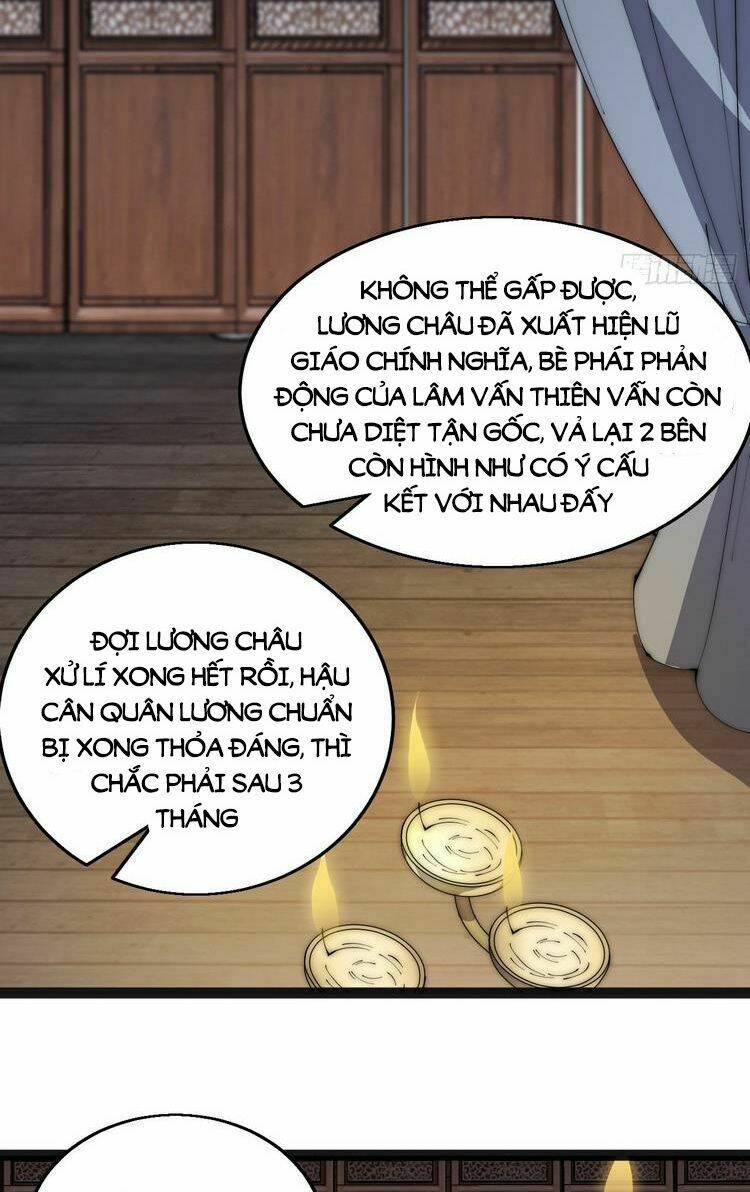 KHÔNG THỂ GẤP ĐƯỢC,
LƯƠNG CHÂU ĐÃ XUẤT HIỆN LŨ
GIÁO CHÍNH NGHĨA, BÈ PHÁI PHẢN
ĐỘNG CỦA LÂM VẤN THIÊN VẪN CÒN
CHƯA DIỆT TẬN GỐC, VẢ LẠI 2 BÊN
CÒN HÌNH NHƯ CÓ Ý CẤU
KẾT VỚI NHAU ĐẤY
ĐỢI LƯƠNG CHÂU
XỬ LÍ XONG HẾT RỒI, HẬU
CẦN QUÂN LƯƠNG CHUẨN
BỊ XONG THỎA ĐÁNG, THÌ
CHẮC PHẢI SAU 3
THÁNG